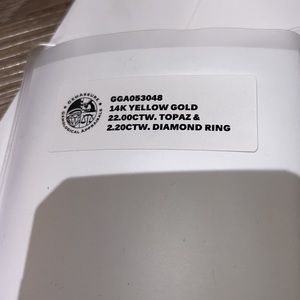 GGA053048
14K YELLOW GOLD
22.00CTW. TOPAZ &
2.20CTW. DIAMOND RING